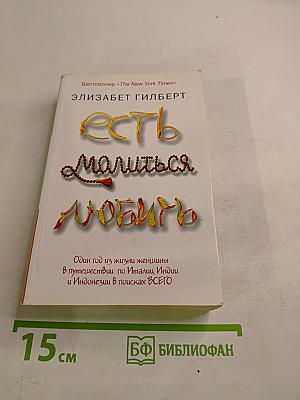 Бестселлер «The New York Times»
ЭЛИЗАБЕТ ГИЛБЕРТ
есть
молиться
любить
Один год из жизни женщины
в путешествии по Италии, Индии
и Индонезии в поисках ВСЕГО
15 см
БФ БИБЛИОФАН